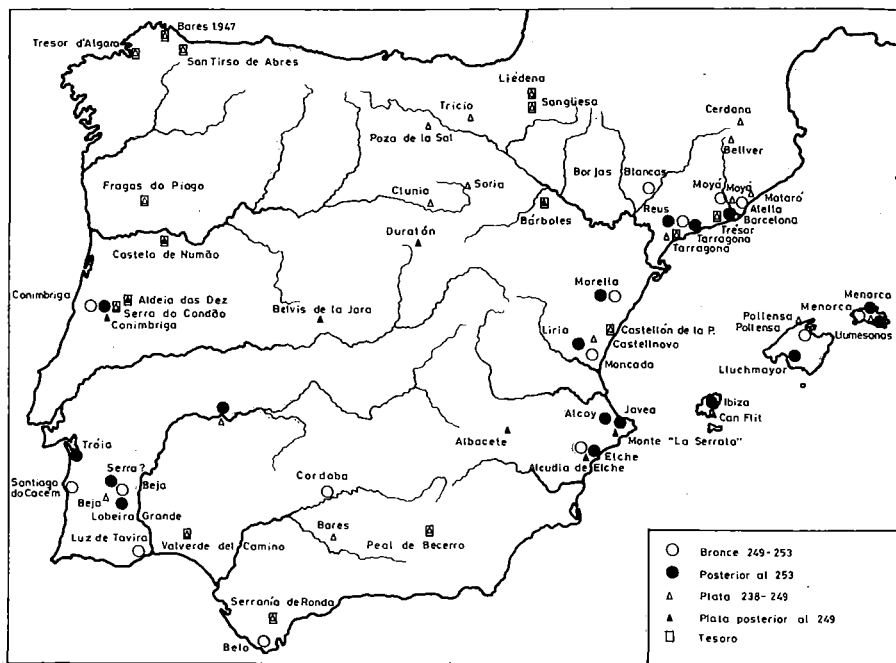 Bares 1.947
Tresor d'Algara
San Tirso de Abres
Liédena
Sangüesa
Tricio
Poza de la Sal
Cerdana
Bellver
Borjas Blancas
Fragas do Piago
Clunia
Soria
Bárboles
Moyá
Moyá
Mataró
Alella
Barcelona
Reus
Trésor
Tarragona
Tarragona
Castelo de Numão
Duratón
Conimbriga
Aldeia das Dez
Serra do Condão
Conimbriga
Belvis de la Jara
Morella
Menorca
Menorca
Pollensa
Pollensa
Llucmayor
Liria
Castellón de la P.
Castellnovo
Moncada
Ibiza
Can Flit
Alcoy
Javea
Albacete
Monte "La Serrata"
Elche
Alcudia de Elche
Tróia
Serra?
Santiago do Cacem
Beja
Beja
Lobeira Grande
Cordoba
Luz de Tavira
Valverde del Camino
Bares
Peal de Becerro
Serranía de Ronda
Belo
Bronce 249-253
Posterior al 253
Plata 238-249
Plata posterior al 249
Tesoro